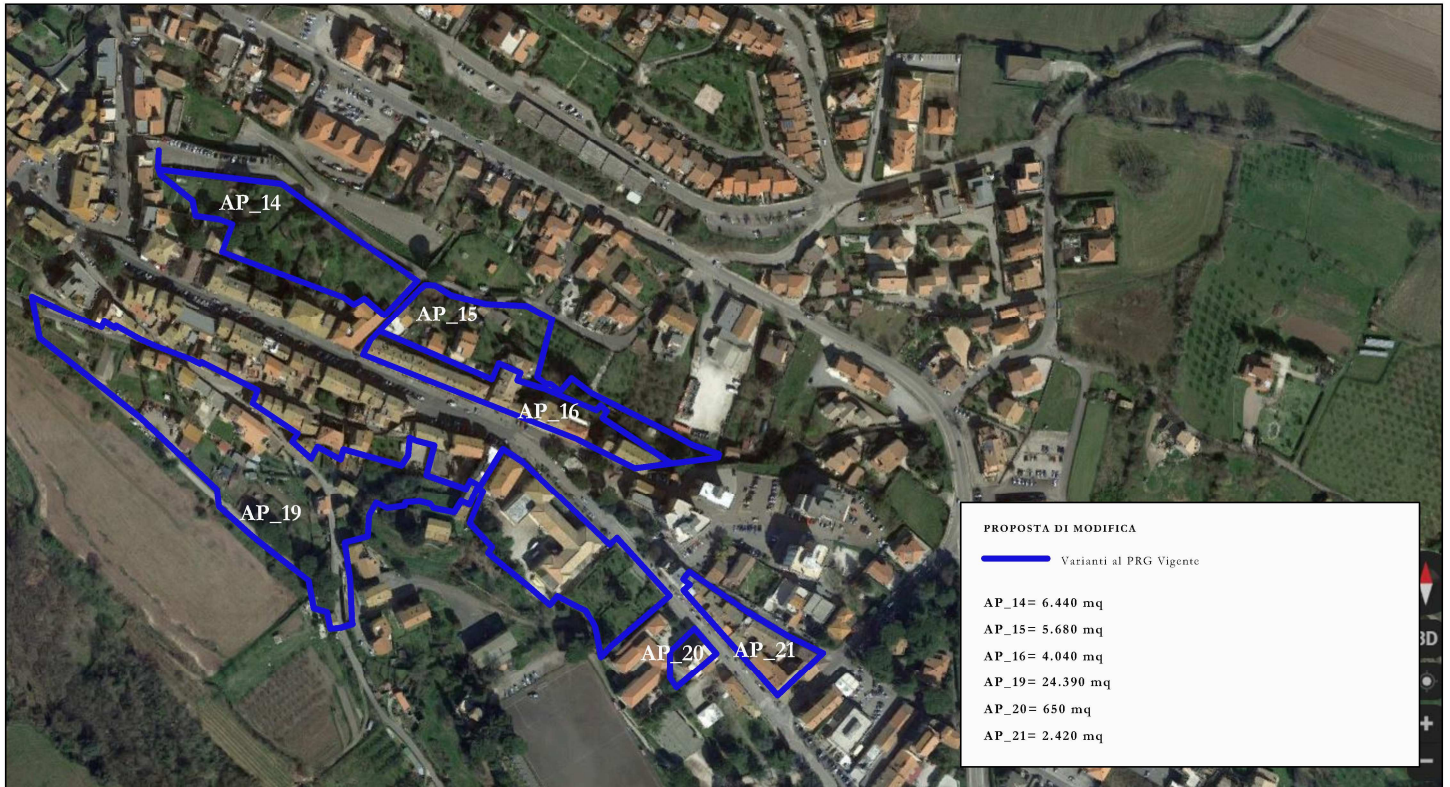 AP_14
AP_15
AP_16
AP_19
AP_20
AP_21
PROPOSTA DI MODIFICA
Varianti al PRG Vigente
AP_14= 6.440 mq
AP_15= 5.680 mq
AP_16= 4.040 mq
AP_19= 24.390 mq
AP_20= 650 mq
AP_21= 2.420 mq
3D